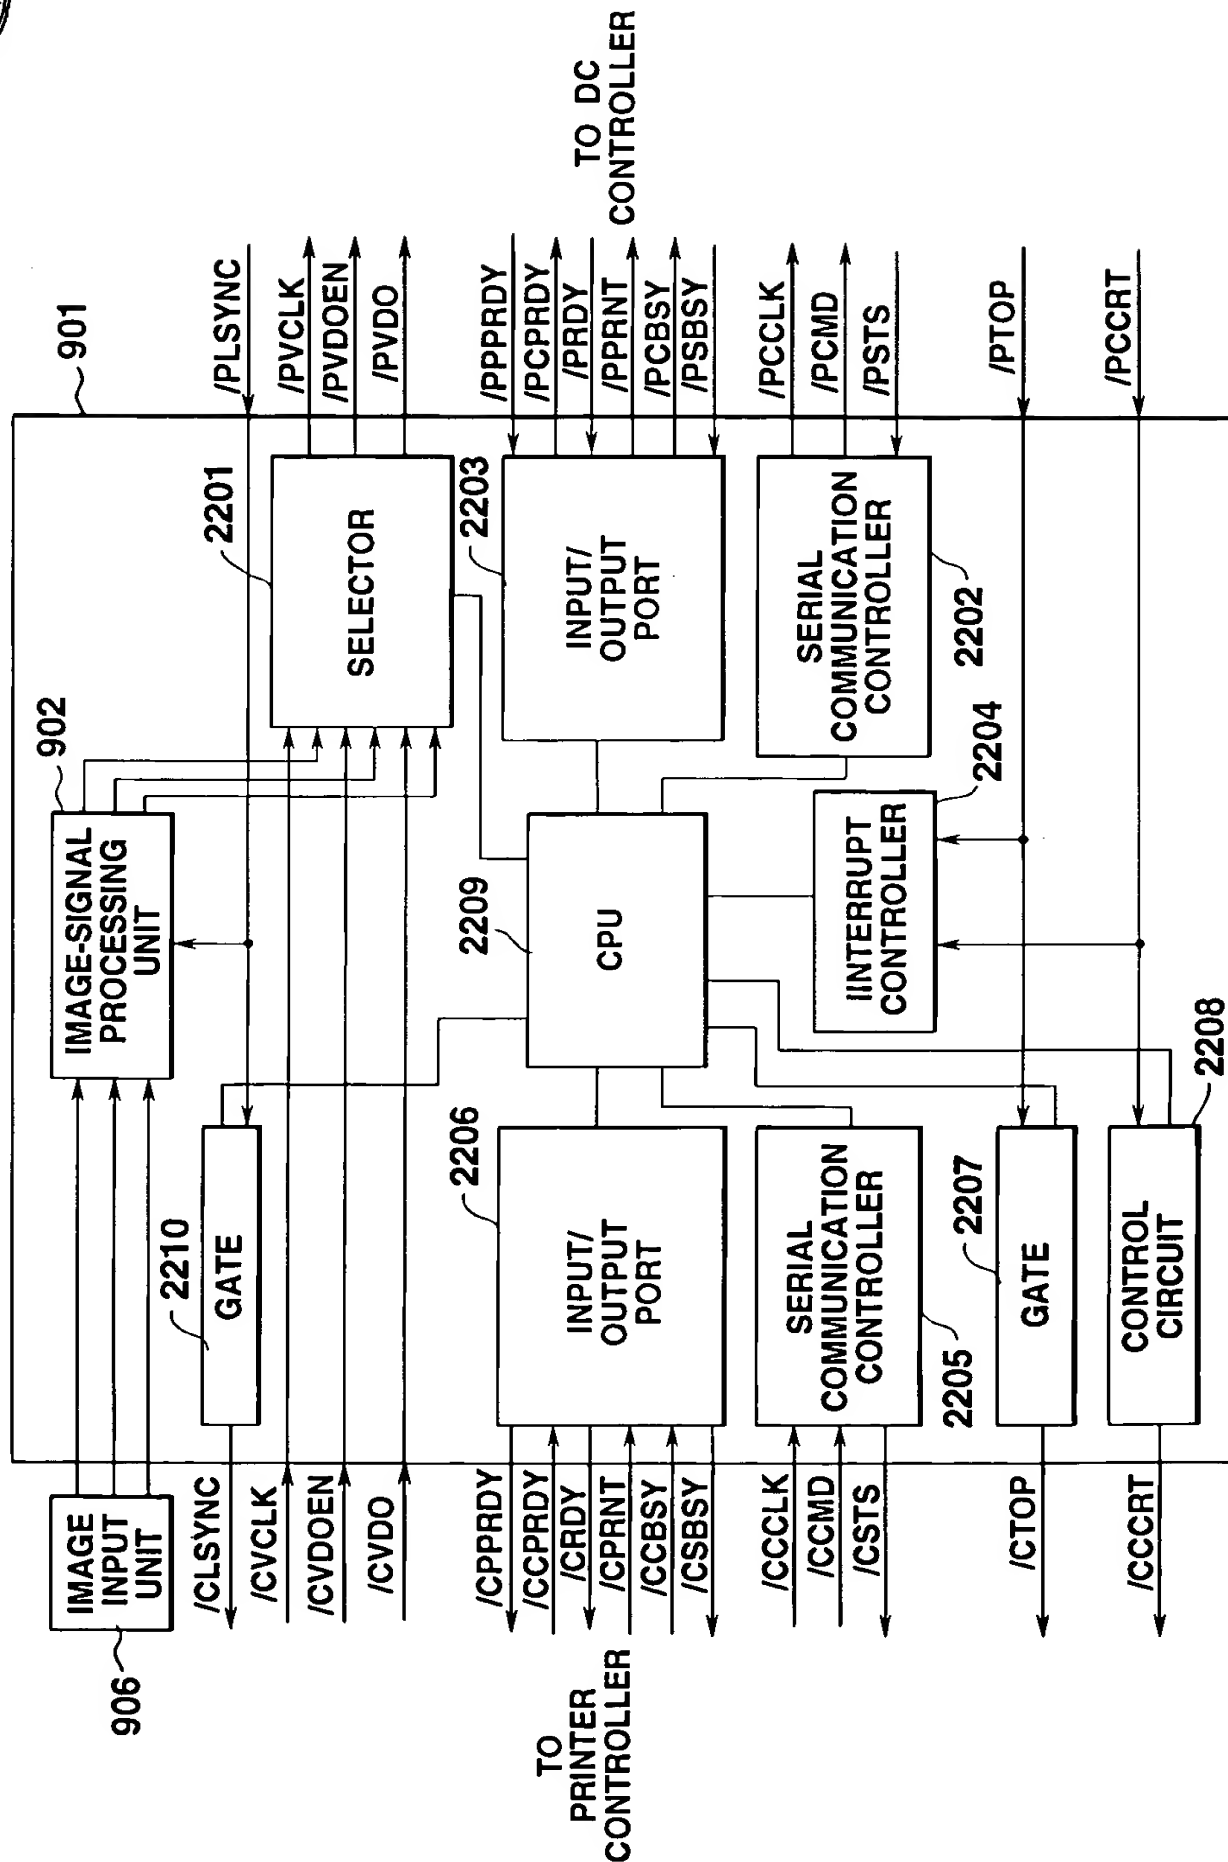 906
IMAGE
INPUT
UNIT
902
IMAGE-SIGNAL
PROCESSING
UNIT
901
/CLSYNC
2210
GATE
/PLSYNC
/CVCLK
/CVDOEN
/CVDO
2201
SELECTOR
/PVCLK
/PVDOEN
/PVDO
TO
PRINTER
CONTROLLER
/CPPRDY
/CCPRDY
/CRDY
/CPRNT
/CCBSY
/CSBSY
2206
INPUT/
OUTPUT
PORT
2209
CPU
2203
INPUT/
OUTPUT
PORT
/PPPRDY
/PCPRDY
/PRDY
/PPRNT
/PCBSY
/PSBSY
TO DC
CONTROLLER
/CCCLK
/CCMD
/CSTS
SERIAL
COMMUNICATION
CONTROLLER
2205
IINTERRUPT
CONTROLLER
2204
SERIAL
COMMUNICATION
CONTROLLER
2202
/PCCLK
/PCMD
/PSTS
/CTOP
2207
GATE
/PTOP
/CCCRT
CONTROL
CIRCUIT
2208
/PCCRT